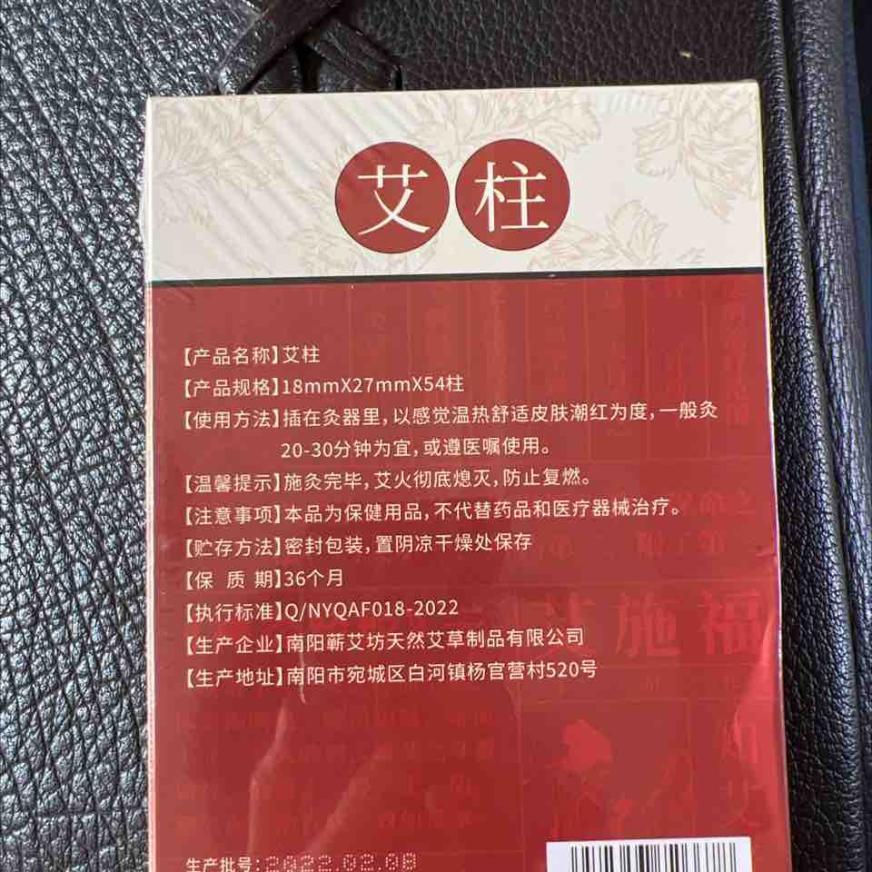 艾柱
【产品名称】艾柱
【产品规格】18mmX27mmX54柱
【使用方法】插在灸器里,以感觉温热舒适皮肤潮红为度,一般灸
20-30分钟为宜,或遵医嘱使用。
【温馨提示】施灸完毕,艾火彻底熄灭,防止复燃。
【注意事项】本品为保健用品,不代替药品和医疗器械治疗。
【贮存方法】密封包装,置阴凉干燥处保存
【保 质 期】36个月
【执行标准】Q/NYQAF018-2022
【生产企业】南阳蕲艾坊天然艾草制品有限公司
【生产地址】南阳市宛城区白河镇杨官营村520号
艾施福
生产批号:2022.02.08